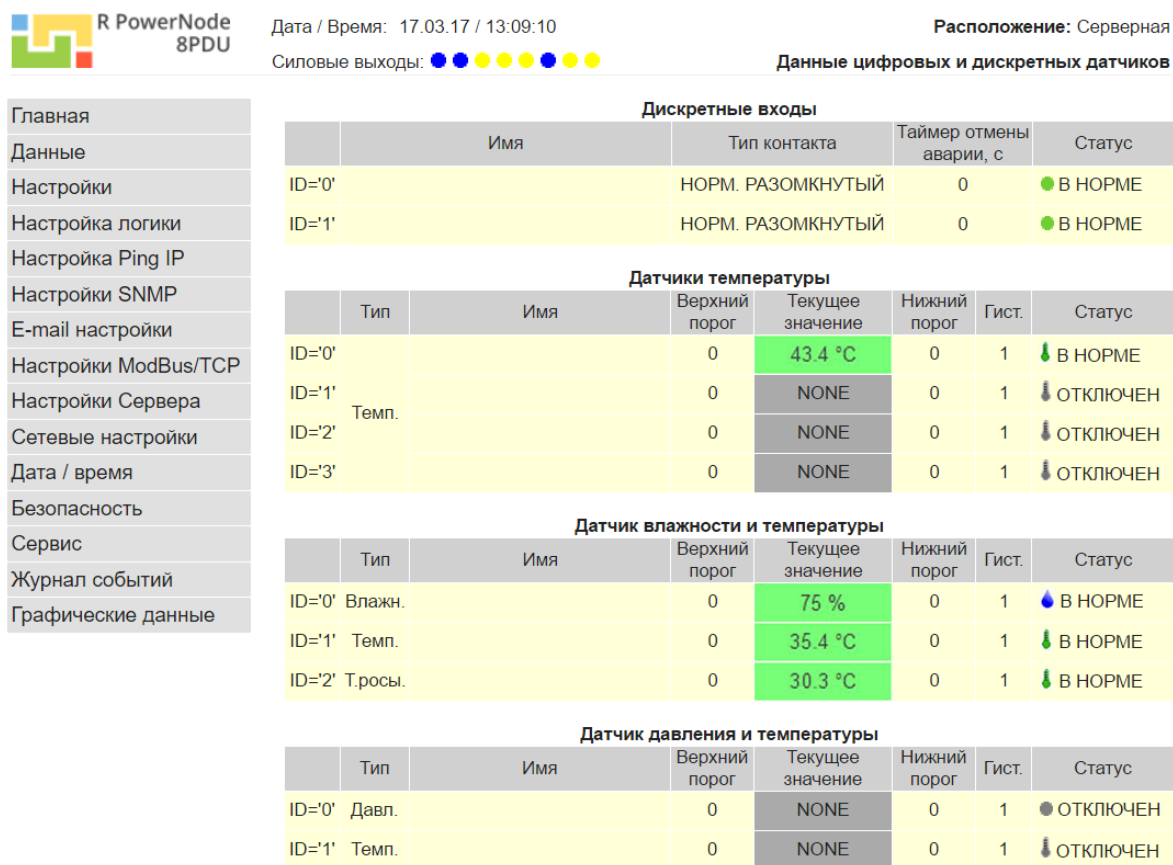 R PowerNode
8PDU
Дата / Время: 17.03.17 / 13:09:10
Расположение: Серверная
Силовые выходы:
Данные цифровых и дискретных датчиков
Главная
Данные
Настройки
Настройка логики
Настройка Ping IP
Настройки SNMP
E-mail настройки
Настройки ModBus/TCP
Настройки Сервера
Сетевые настройки
Дата / время
Безопасность
Сервис
Журнал событий
Графические данные
Дискретные входы
Имя Тип контакта Таймер отмены аварии, с Статус
ID='0' НОРМ. РАЗОМКНУТЫЙ 0 В НОРМЕ
ID='1' НОРМ. РАЗОМКНУТЫЙ 0 В НОРМЕ
Датчики температуры
Тип Имя Верхний порог Текущее значение Нижний порог Гист. Статус
ID='0' 0 43.4 °C 0 1 В НОРМЕ
ID='1' 0 NONE 0 1 ОТКЛЮЧЕН
Темп.
ID='2' 0 NONE 0 1 ОТКЛЮЧЕН
ID='3' 0 NONE 0 1 ОТКЛЮЧЕН
Датчик влажности и температуры
Тип Имя Верхний порог Текущее значение Нижний порог Гист. Статус
ID='0' Влажн. 0 75 % 0 1 В НОРМЕ
ID='1' Темп. 0 35.4 °C 0 1 В НОРМЕ
ID='2' Т.росы. 0 30.3 °C 0 1 В НОРМЕ
Датчик давления и температуры
Тип Имя Верхний порог Текущее значение Нижний порог Гист. Статус
ID='0' Давл. 0 NONE 0 1 ОТКЛЮЧЕН
ID='1' Темп. 0 NONE 0 1 ОТКЛЮЧЕН